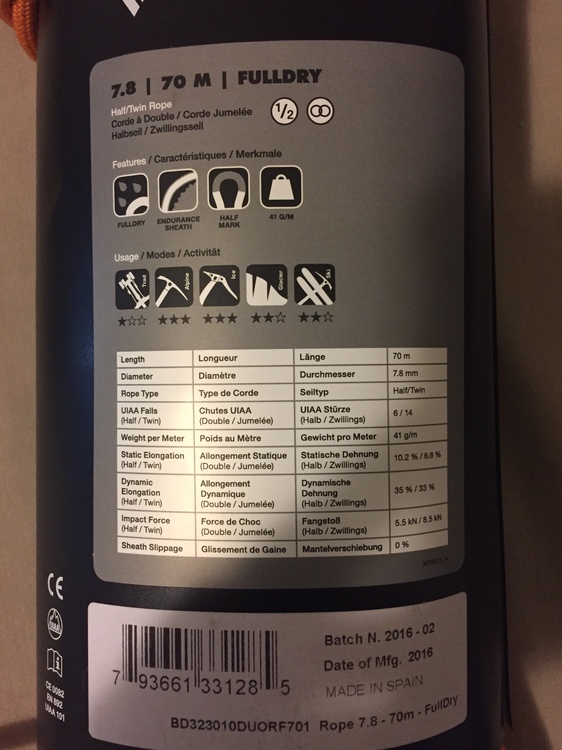 7.8 | 70 M | FULLDRY
Half/Twin Rope
Corde à Double / Corde Jumelée
Halbseil / Zwillingsseil
1/2
Features / Caractéristiques / Merkmale
FULLDRY
ENDURANCE
SHEATH
HALF
MARK
41 G/M
Usage / Modes / Activität
Trad
Alpine
Ice
Glacier
Ski
Length Longueur Länge 70 m
Diameter Diamètre Durchmesser 7.8 mm
Rope Type Type de Corde Seiltyp Half/Twin
UIAA Falls Chutes UIAA UIAA Stürze 6 / 14
(Half / Twin) (Double / Jumelée) (Halb / Zwillings)
Weight per Meter Poids au Mètre Gewicht pro Meter 41 g/m
Static Elongation Allongement Statique Statische Dehnung 10.2 % / 6.6 %
(Half / Twin) (Double / Jumelée) (Halb / Zwillings)
Dynamic Allongement Dynamische 35 % / 33 %
Elongation Dynamique Dehnung
(Half / Twin) (Double / Jumelée) (Halb / Zwillings)
Impact Force Force de Choc Fangstoß 5.5 kN / 8.5 kN
(Half / Twin) (Double / Jumelée) (Halb / Zwillings)
Sheath Slippage Glissement de Gaine Mantelverschiebung 0 %
CE
UIAA
CE 0082
EN 892
UIAA 101
7 93661 33128 5
Batch N. 2016 - 02
Date of Mfg. 2016
MADE IN SPAIN
BD323010DUORF701 Rope 7.8 - 70m - FullDry